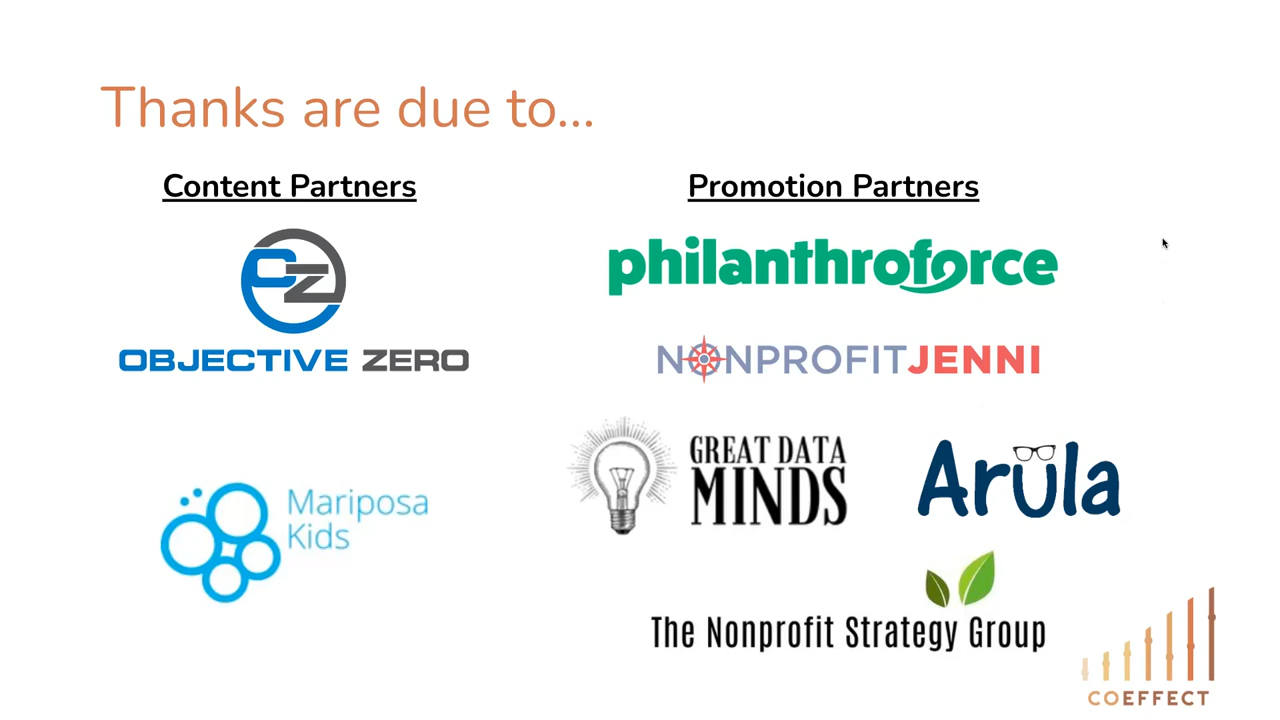 Thanks are due to...
Content Partners
OZ
OBJECTIVE ZERO
Mariposa
Kids
Promotion Partners
philanthroforce
NONPROFITJENNI
GREAT DATA
MINDS
Arula
The Nonprofit Strategy Group
COEFFECT